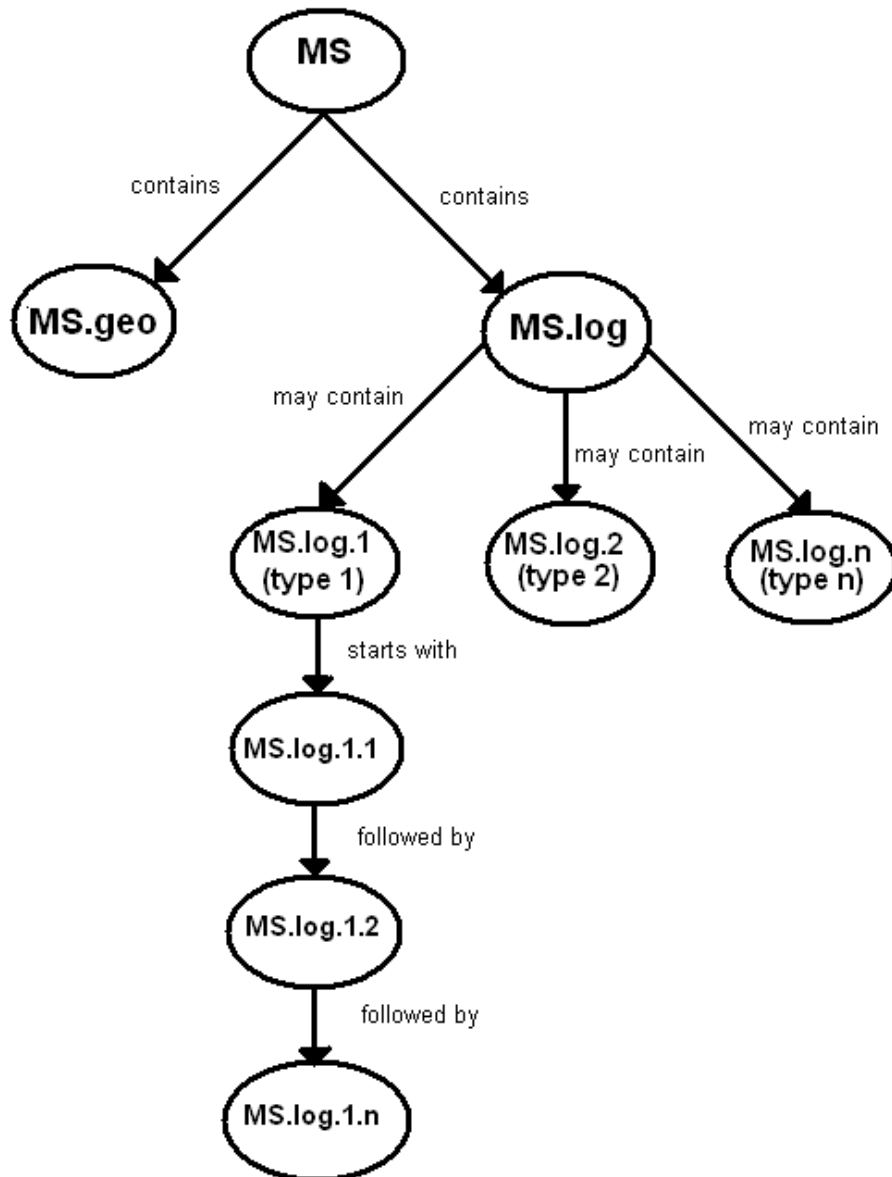 MS
contains
contains
MS.geo
MS.log
may contain
may contain
may contain
MS.log.1
(type 1)
MS.log.2
(type 2)
MS.log.n
(type n)
starts with
MS.log.1.1
followed by
MS.log.1.2
followed by
MS.log.1.n